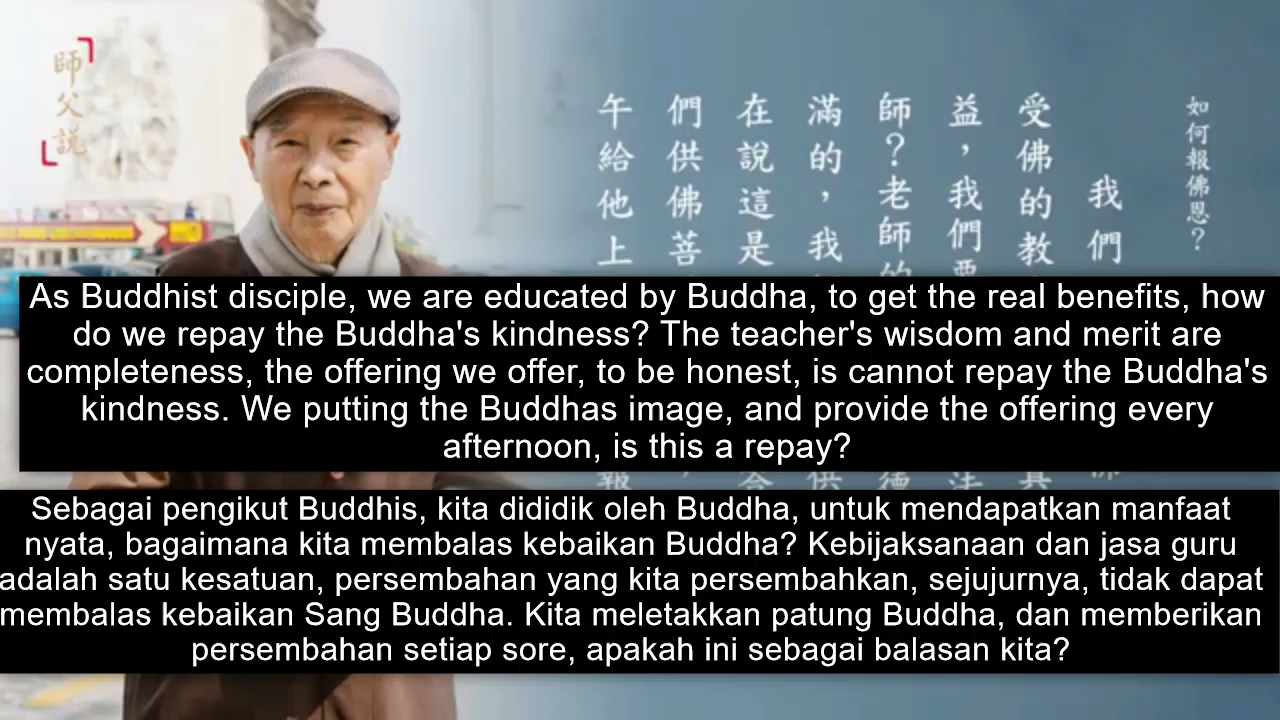 師父說
如何報佛恩？
我們
受佛的教
益，我們
師？老師的
滿的，我
在說這是
們供佛菩
午給他上
As Buddhist disciple, we are educated by Buddha, to get the real benefits, how
do we repay the Buddha's kindness? The teacher's wisdom and merit are
completeness, the offering we offer, to be honest, is cannot repay the Buddha's
kindness. We putting the Buddhas image, and provide the offering every
afternoon, is this a repay?
Sebagai pengikut Buddhis, kita dididik oleh Buddha, untuk mendapatkan manfaat
nyata, bagaimana kita membalas kebaikan Buddha? Kebijaksanaan dan jasa guru
adalah satu kesatuan, persembahan yang kita persembahkan, sejujurnya, tidak dapat
membalas kebaikan Sang Buddha. Kita meletakkan patung Buddha, dan memberikan
persembahan setiap sore, apakah ini sebagai balasan kita?